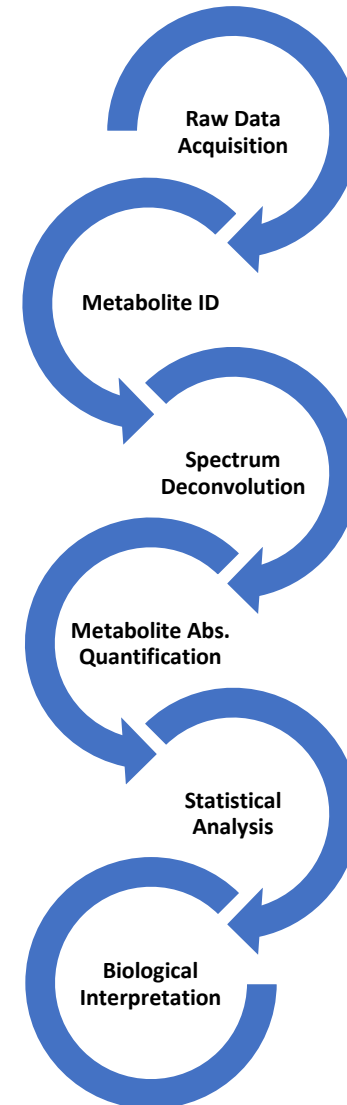 Raw Data
Acquisition
Metabolite ID
Spectrum
Deconvolution
Metabolite Abs.
Quantification
Statistical
Analysis
Biological
Interpretation